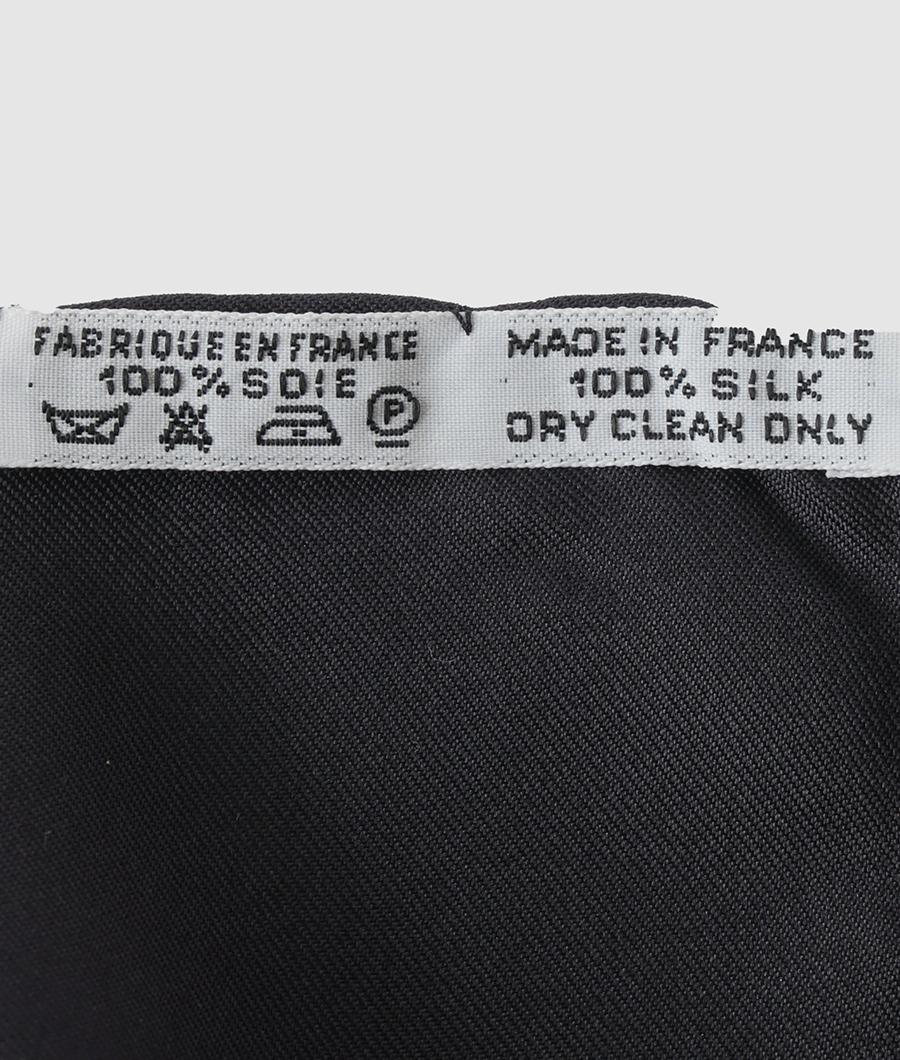 FABRIQUE EN FRANCE
100% SOIE
P
MADE IN FRANCE
100% SILK
DRY CLEAN ONLY